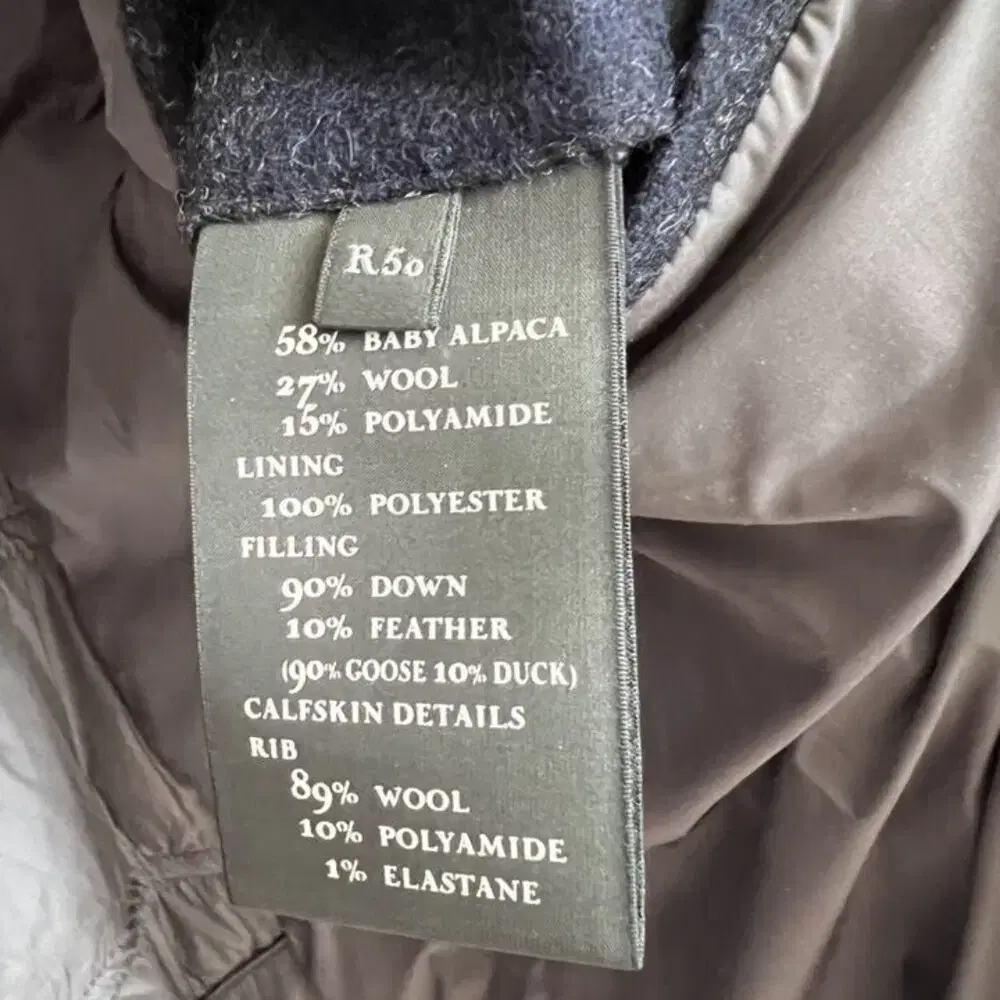 R50
58% BABY ALPACA
27% WOOL
15% POLYAMIDE
LINING
100% POLYESTER
FILLING
90% DOWN
10% FEATHER
(90% GOOSE 10% DUCK)
CALFSKIN DETAILS
RIB
89% WOOL
10% POLYAMIDE
1% ELASTANE